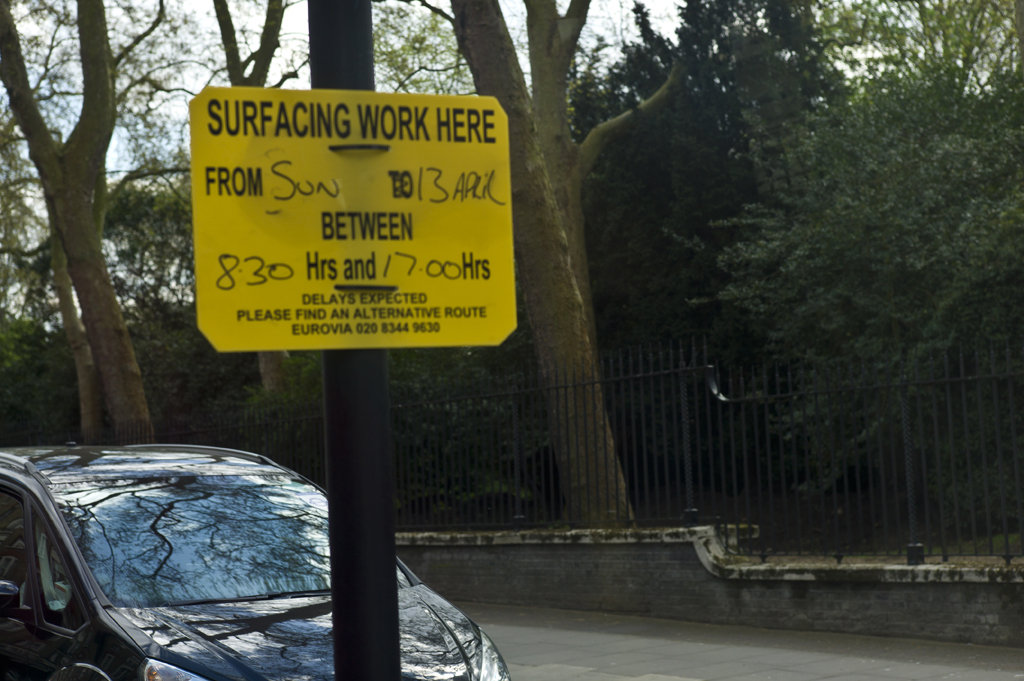 SURFACING WORK HERE
FROM SUN TO 13 APRIL
BETWEEN
8.30 Hrs and 17.00 Hrs
DELAYS EXPECTED
PLEASE FIND AN ALTERNATIVE ROUTE
EUROVIA 020 8344 9630